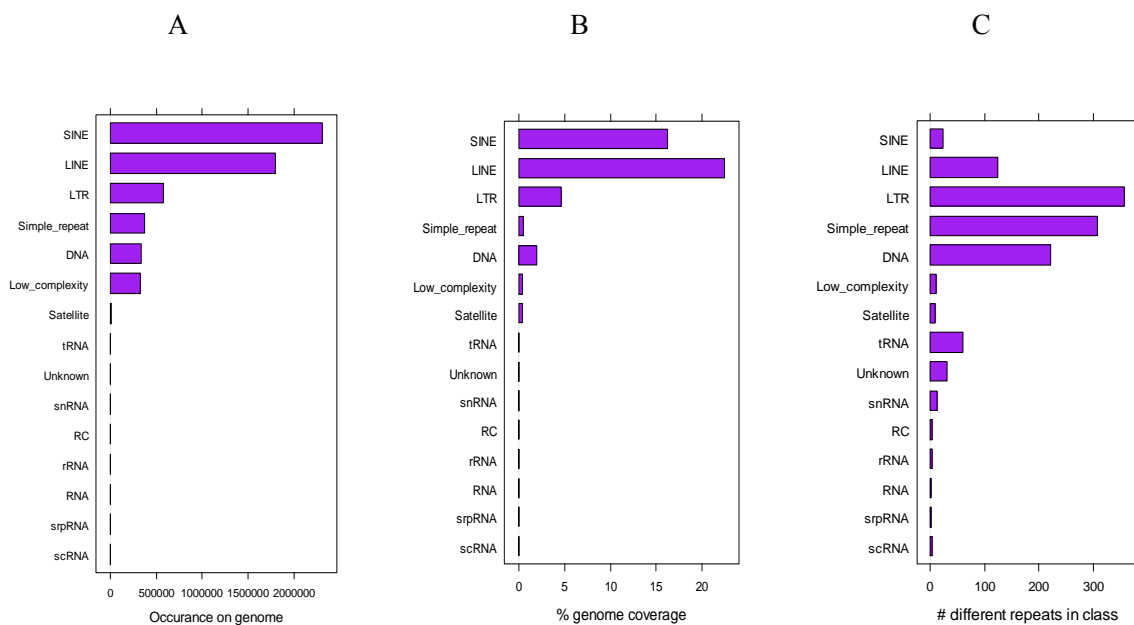 A
SINE
LINE
LTR
Simple_repeat
DNA
Low_complexity
Satellite
tRNA
Unknown
snRNA
RC
rRNA
RNA
srpRNA
scRNA
0 500000 1000000 1500000 2000000
Occurance on genome
B
SINE
LINE
LTR
Simple_repeat
DNA
Low_complexity
Satellite
tRNA
Unknown
snRNA
RC
rRNA
RNA
srpRNA
scRNA
0 5 10 15 20
% genome coverage
C
SINE
LINE
LTR
Simple_repeat
DNA
Low_complexity
Satellite
tRNA
Unknown
snRNA
RC
rRNA
RNA
srpRNA
scRNA
0 100 200 300
# different repeats in class